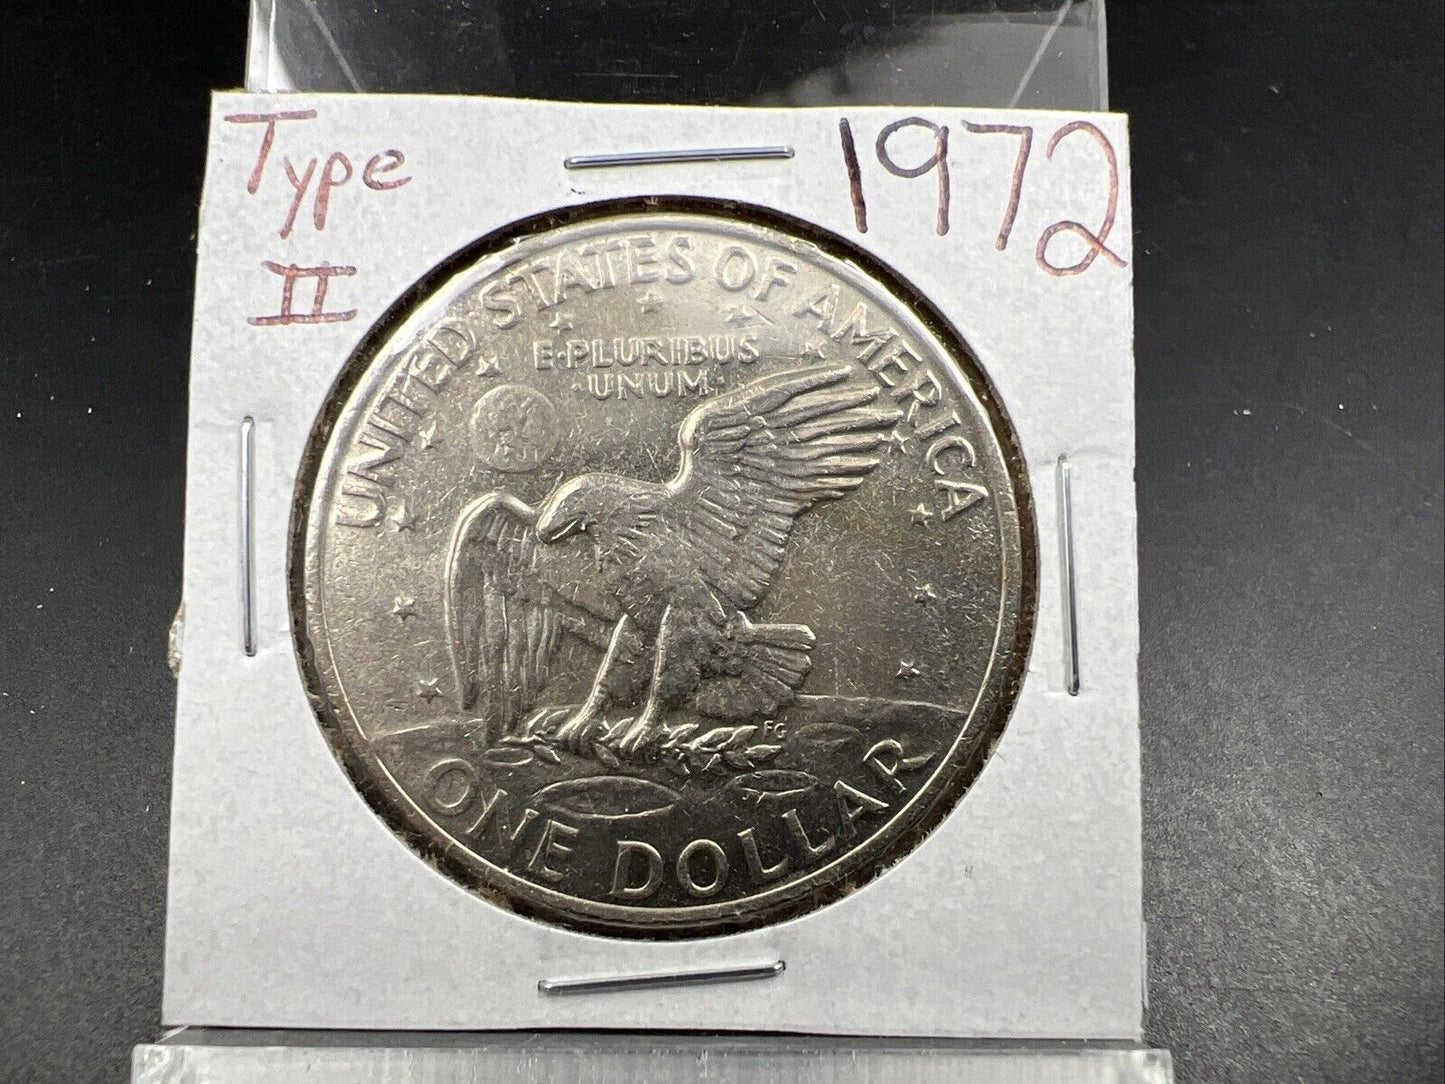 Type
II
1972
UNITED STATES OF AMERICA
E·PLURIBUS
·UNUM·
FG
ONE DOLLAR